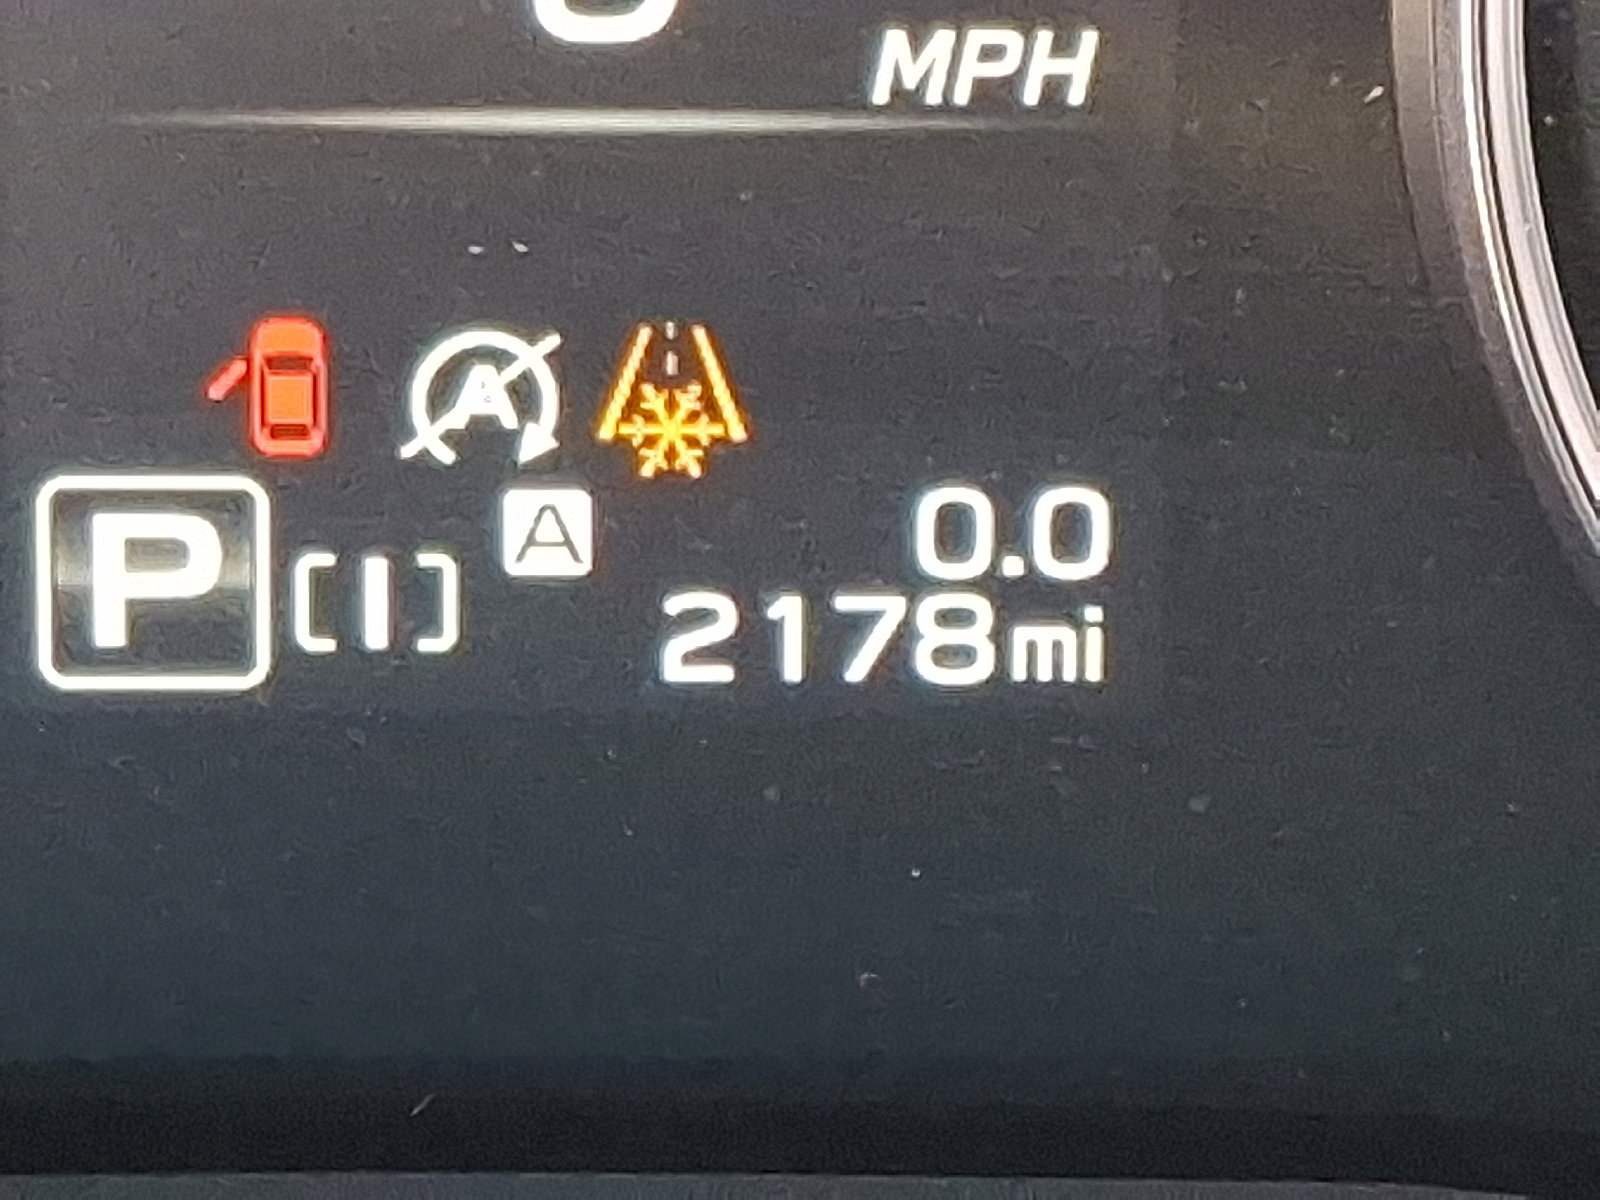 MPH
A
A
P [I] 0.0
2178mi